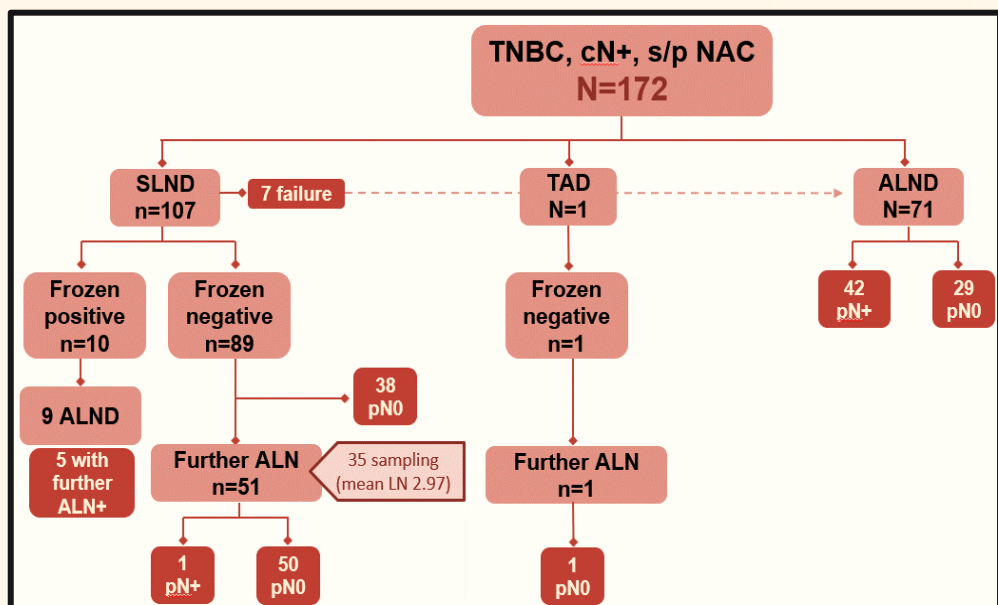 TNBC, cN+, s/p NAC
N=172
SLND
n=107
7 failure
TAD
N=1
ALND
N=71
Frozen
positive
n=10
Frozen
negative
n=89
Frozen
negative
n=1
42
pN+
29
pN0
9 ALND
38
pN0
5 with
further
ALN+
Further ALN
n=51
35 sampling
(mean LN 2.97)
Further ALN
n=1
1
pN+
50
pN0
1
pN0